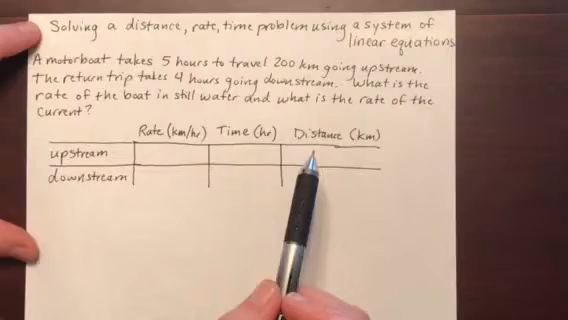 Solving a distance, rate, time problem using a system of
linear equations
A motorboat takes 5 hours to travel 200 km going upstream.
The return trip takes 4 hours going downstream. What is the
rate of the boat in still water and what is the rate of the
current?
Rate (km/hr) Time (hr) Distance (km)
upstream
downstream